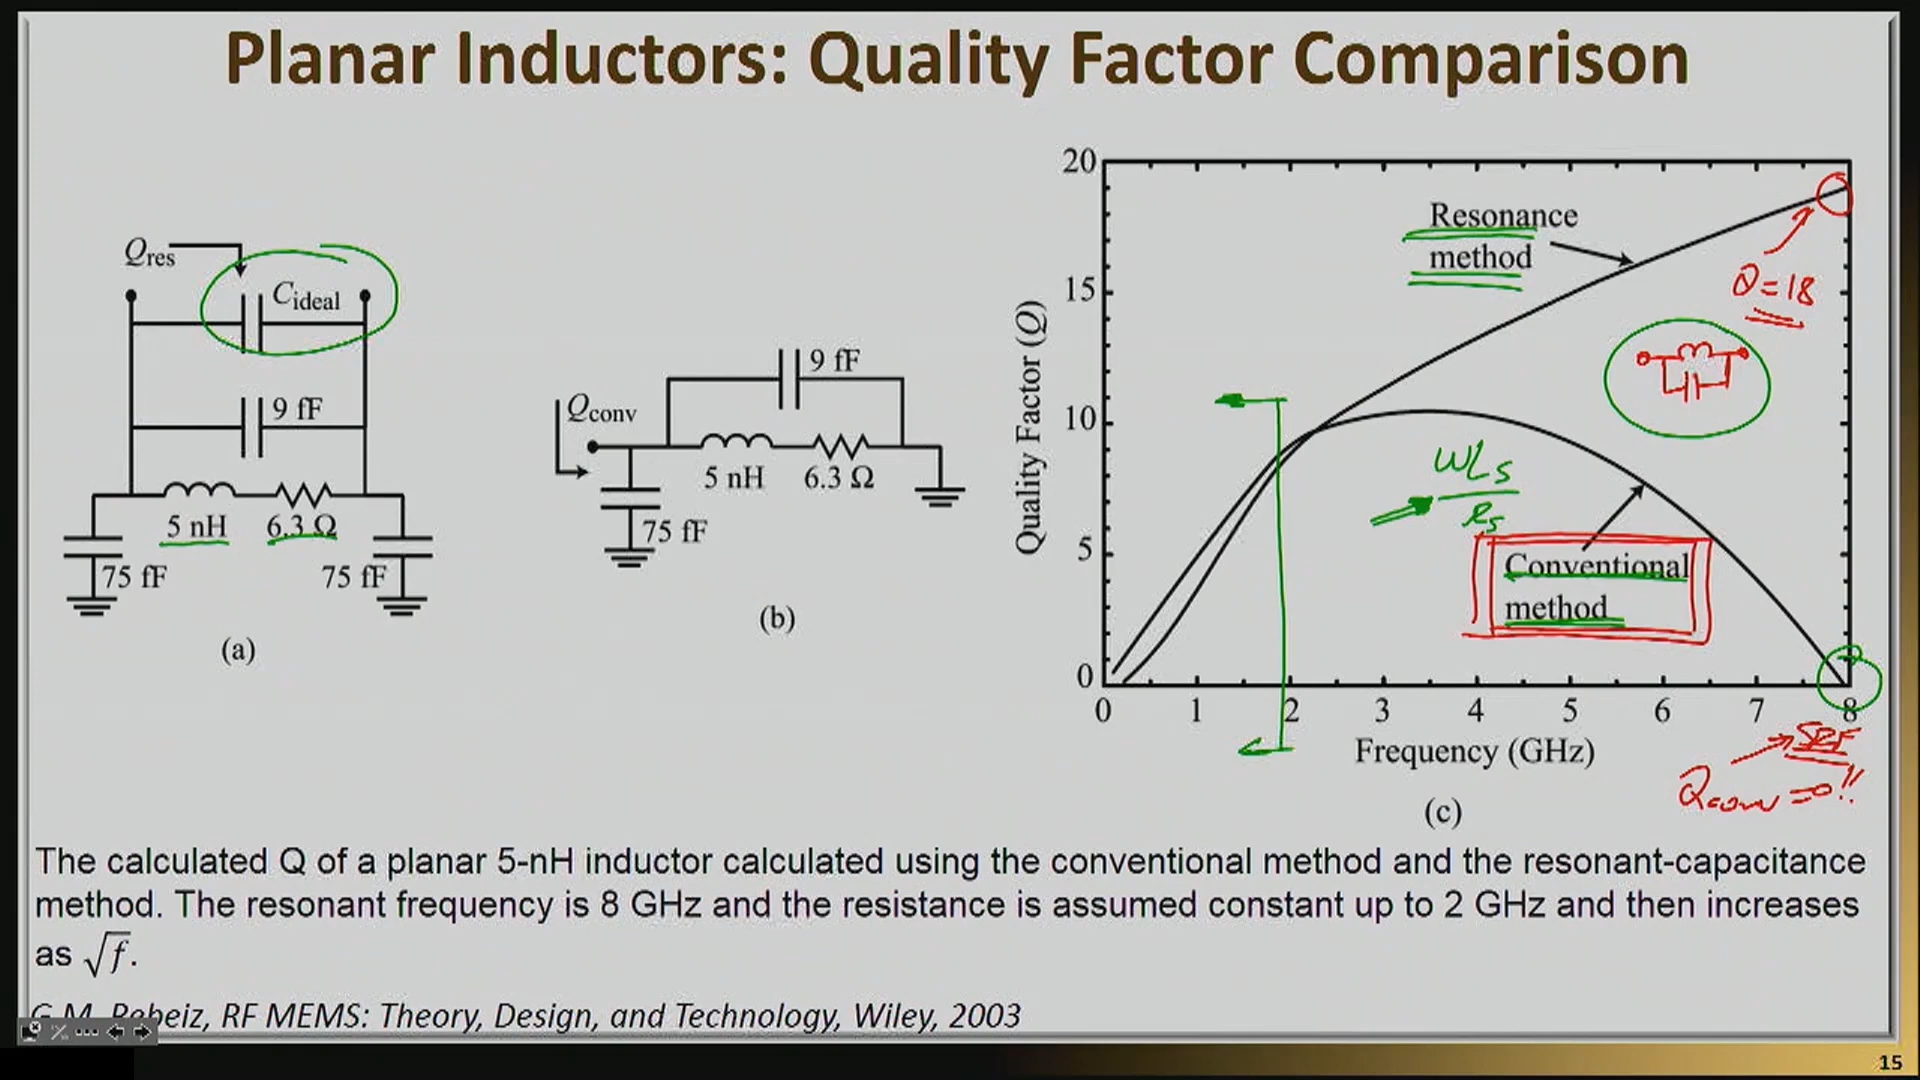 Planar Inductors: Quality Factor Comparison
Qres
Cideal
9 fF
5 nH
6.3 Ω
75 fF
75 fF
(a)
Qconv
9 fF
5 nH
6.3 Ω
75 fF
(b)
20
15
10
5
0
Quality Factor (Q)
Resonance
method
Q=18
ωLs
Rs
Conventional
method
0 1 2 3 4 5 6 7 8
Frequency (GHz)
SRF
Qconv = 0!!
(c)
The calculated Q of a planar 5-nH inductor calculated using the conventional method and the resonant-capacitance
method. The resonant frequency is 8 GHz and the resistance is assumed constant up to 2 GHz and then increases
as √f.
G.M. Rebeiz, RF MEMS: Theory, Design, and Technology, Wiley, 2003
15